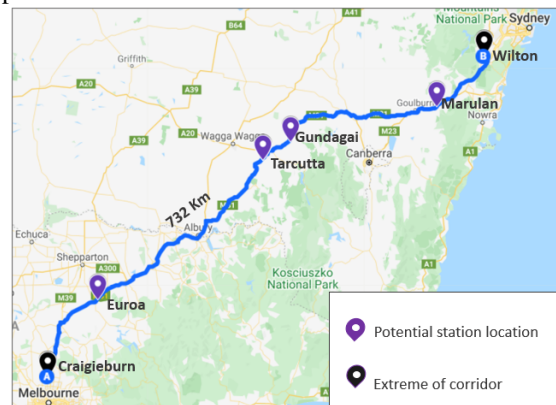 Mountains
National Park
Sydney
A41
B64
Griffith
A39
B
Wilton
A20
Goulburn
Marulan
A39
A20
Nowra
Wagga Wagga
Gundagai
M23
Canberra
A1
Tarcutta
732 Km
M31
Echuca
Albury
Shepparton
A300
Kosciuszko
National Park
A1
M39
Euroa
Potential station location
Craigieburn
A
Extreme of corridor
Melbourne